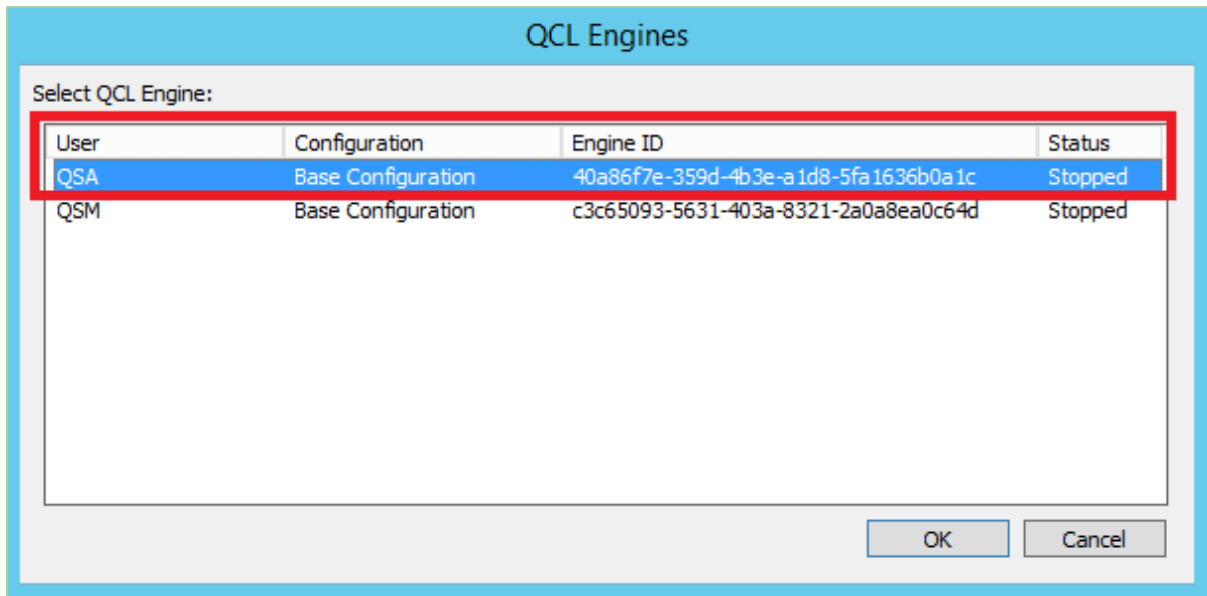 QCL Engines
Select QCL Engine:
User Configuration Engine ID Status
QSA Base Configuration 40a86f7e-359d-4b3e-a1d8-5fa1636b0a1c Stopped
QSM Base Configuration c3c65093-5631-403a-8321-2a0a8ea0c64d Stopped
OK Cancel